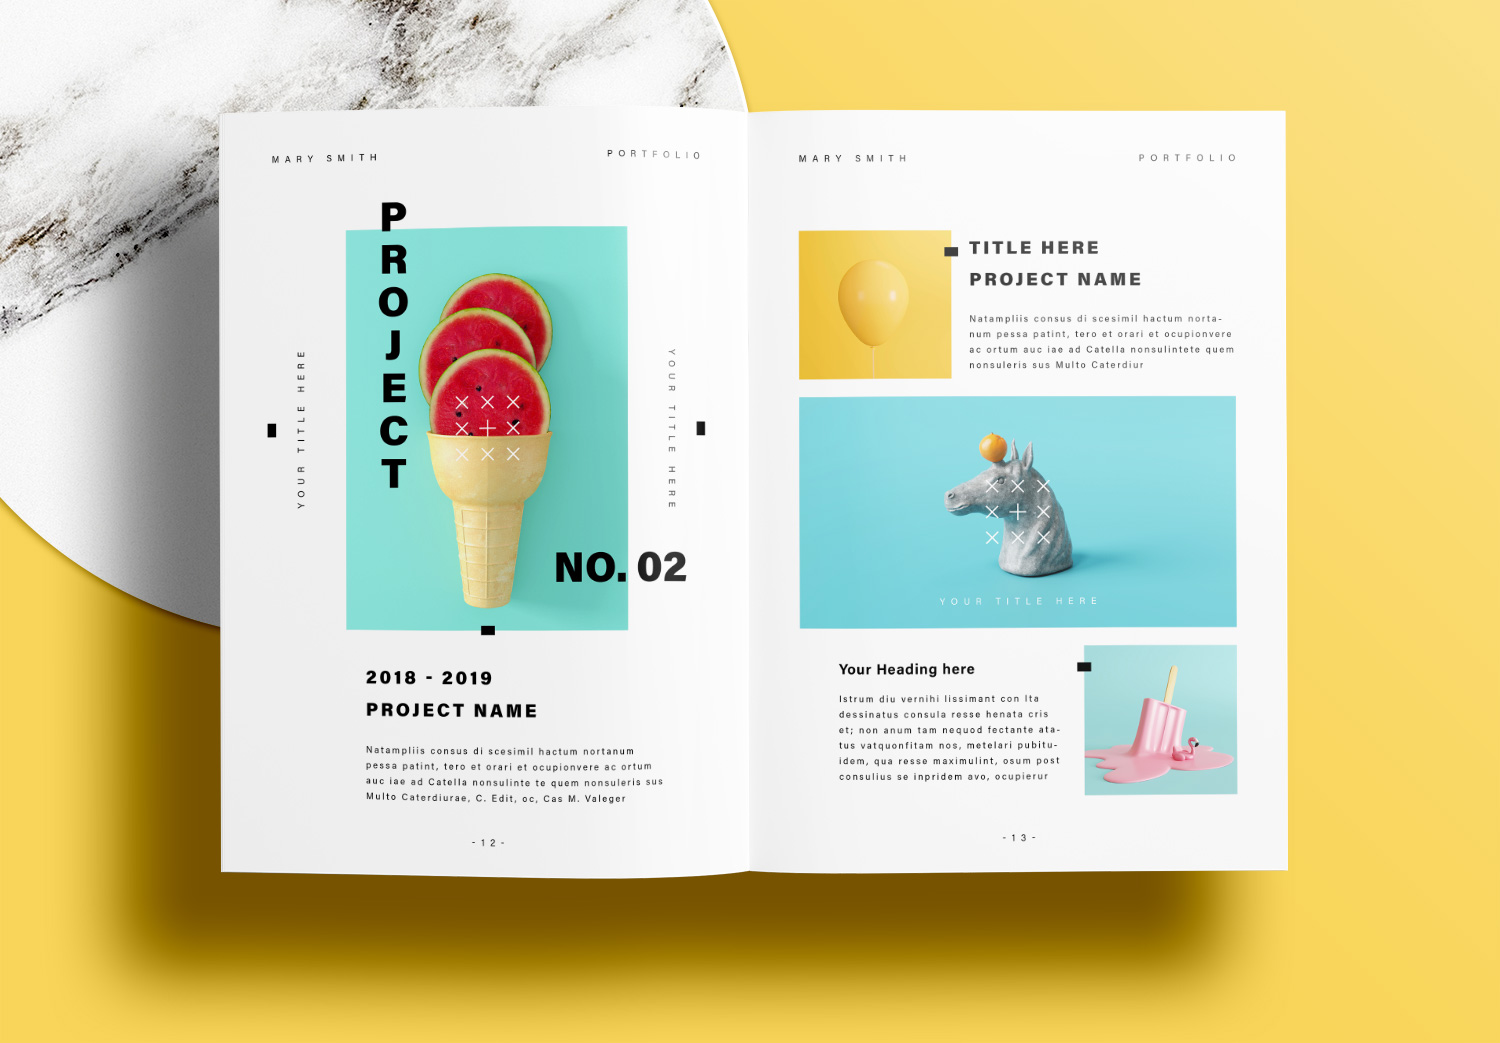 MARY SMITH
PORTFOLIO
PROJECT
YOUR TITLE HERE
YOUR TITLE HERE
NO. 02
2018 - 2019
PROJECT NAME
Natampliis consus di scesimil hactum nortanum
pessa patint, tero et orari et ocupionvere ac ortum
auc iae ad Catella nonsulinte te quem nonsuleris sus
Multo Caterdiurae, C. Edit, oc, Cas M. Valeger
- 12 -
MARY SMITH
PORTFOLIO
TITLE HERE
PROJECT NAME
Natampliis consus di scesimil hactum norta-
num pessa patint, tero et orari et ocupionvere
ac ortum auc iae ad Catella nonsulintete quem
nonsuleris sus Multo Caterdiur
YOUR TITLE HERE
Your Heading here
Istrum diu vernihi lissimant con Ita
dessinatus consula resse henata cris
et; non anum tam nequod fectante ata-
tus vatquonfitam nos, metelari pubitu-
idem, qua resse maximulint, osum post
consulius se inpridem avo, ocupierur
- 13 -